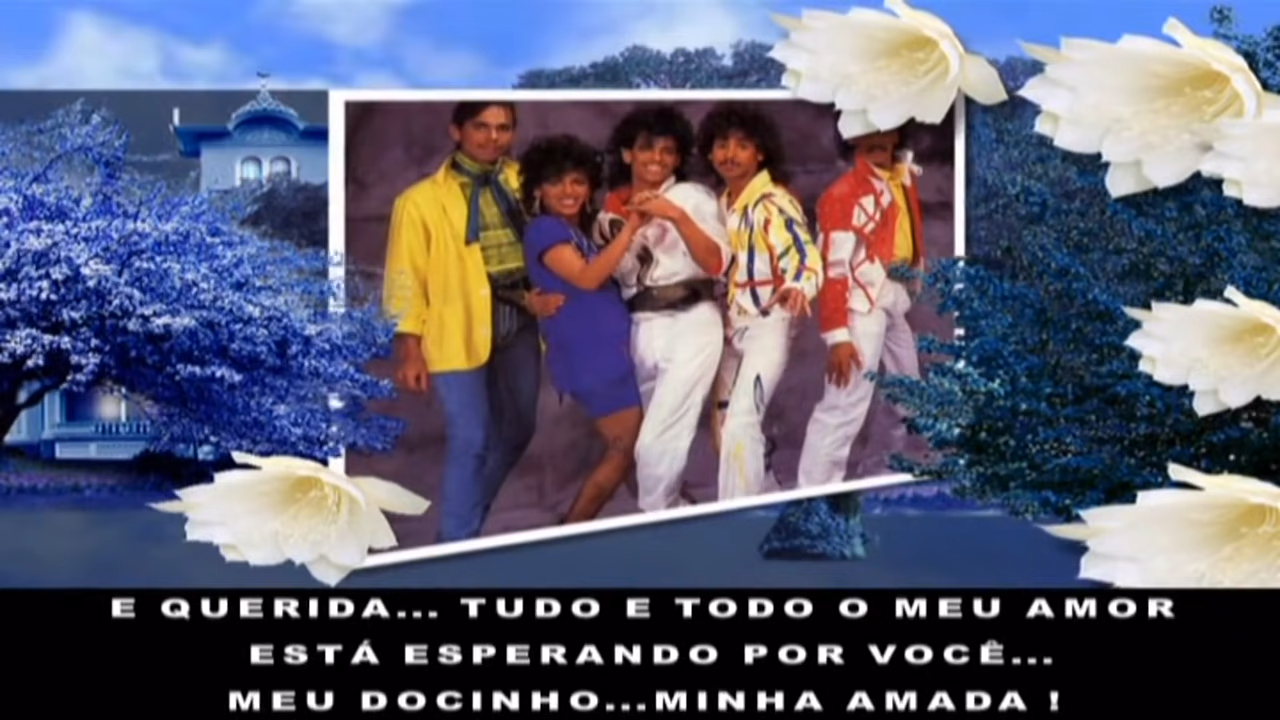 E QUERIDA... TUDO E TODO O MEU AMOR
ESTÁ ESPERANDO POR VOCÊ...
MEU DOCINHO...MINHA AMADA !